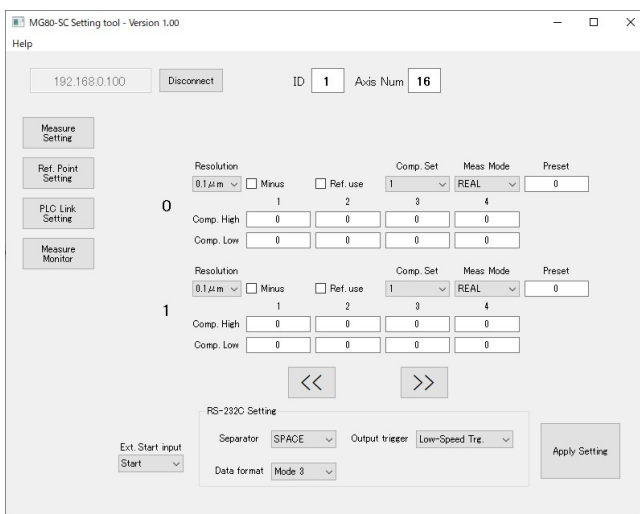 MG80-SC Setting tool - Version 1.00
Help
192.168.0.100 Disconnect ID 1 Axis Num 16
Measure Setting
Ref. Point Setting
PLC Link Setting
Measure Monitor
0
Resolution Comp. Set Meas Mode Preset
0.1μm Minus Ref. use 1 REAL 0
1 2 3 4
Comp. High 0 0 0 0
Comp. Low 0 0 0 0
1
Resolution Comp. Set Meas Mode Preset
0.1μm Minus Ref. use 1 REAL 0
1 2 3 4
Comp. High 0 0 0 0
Comp. Low 0 0 0 0
<< >>
Ext. Start input
Start
RS-232C Setting
Separator SPACE Output trigger Low-Speed Trg.
Data format Mode 3
Apply Setting